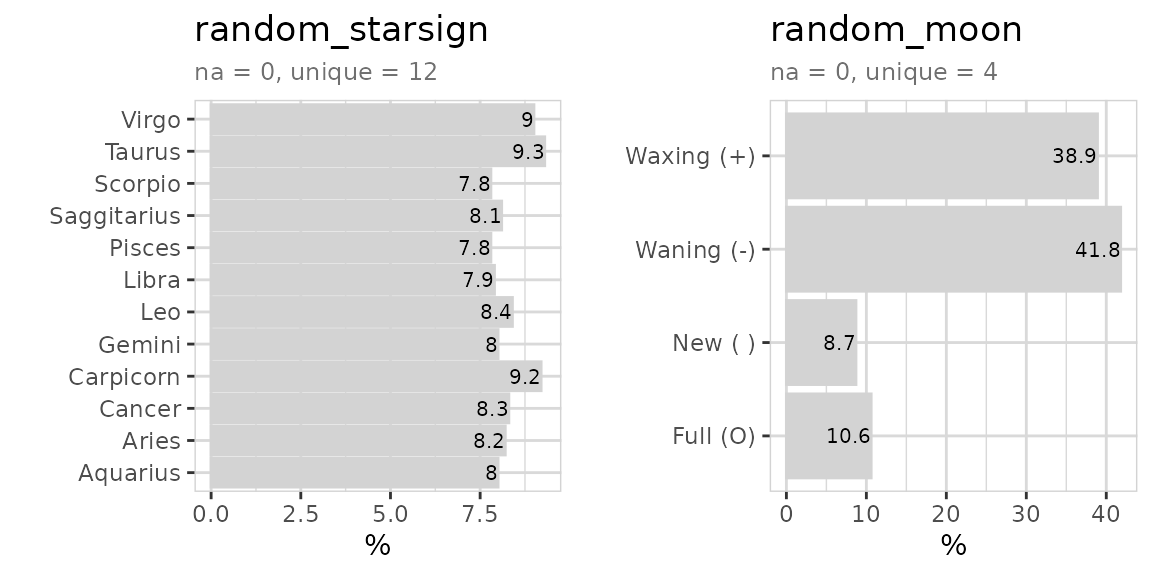 random_starsign
na = 0, unique = 12
Virgo 9
Taurus 9.3
Scorpio 7.8
Saggitarius 8.1
Pisces 7.8
Libra 7.9
Leo 8.4
Gemini 8
Carpicorn 9.2
Cancer 8.3
Aries 8.2
Aquarius 8
0.0 2.5 5.0 7.5
%
random_moon
na = 0, unique = 4
Waxing (+) 38.9
Waning (-) 41.8
New ( ) 8.7
Full (O) 10.6
0 10 20 30 40
%